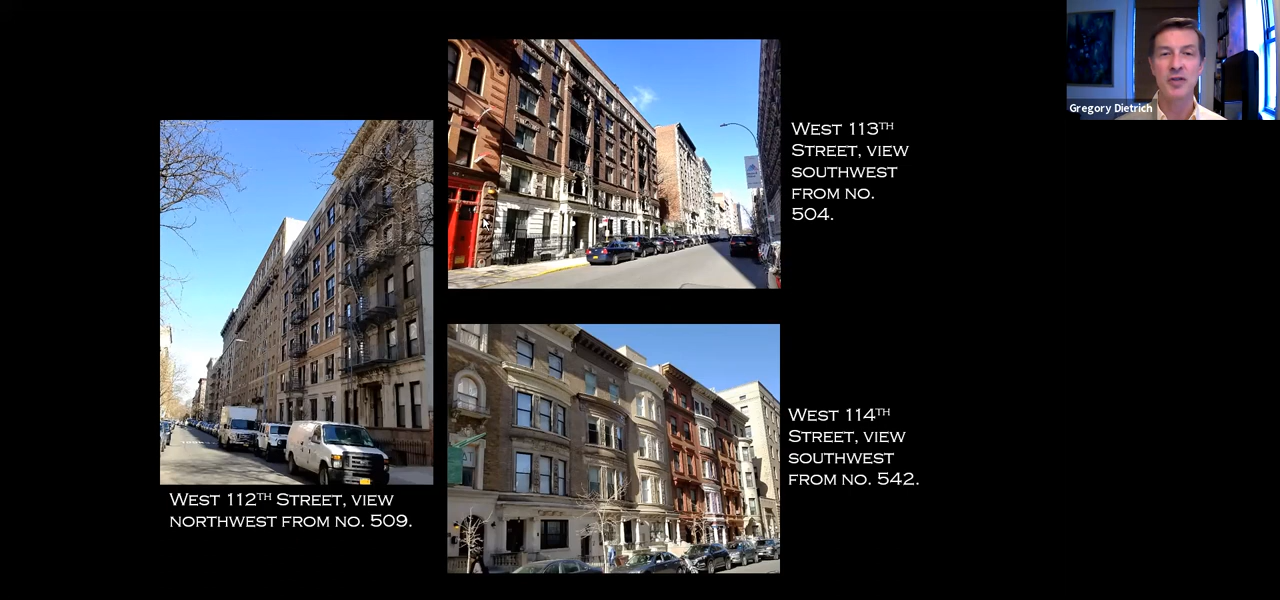 Gregory Dietrich
West 113TH
Street, view
southwest
from no.
504.
West 114TH
Street, view
southwest
from no. 542.
West 112TH Street, view
northwest from no. 509.